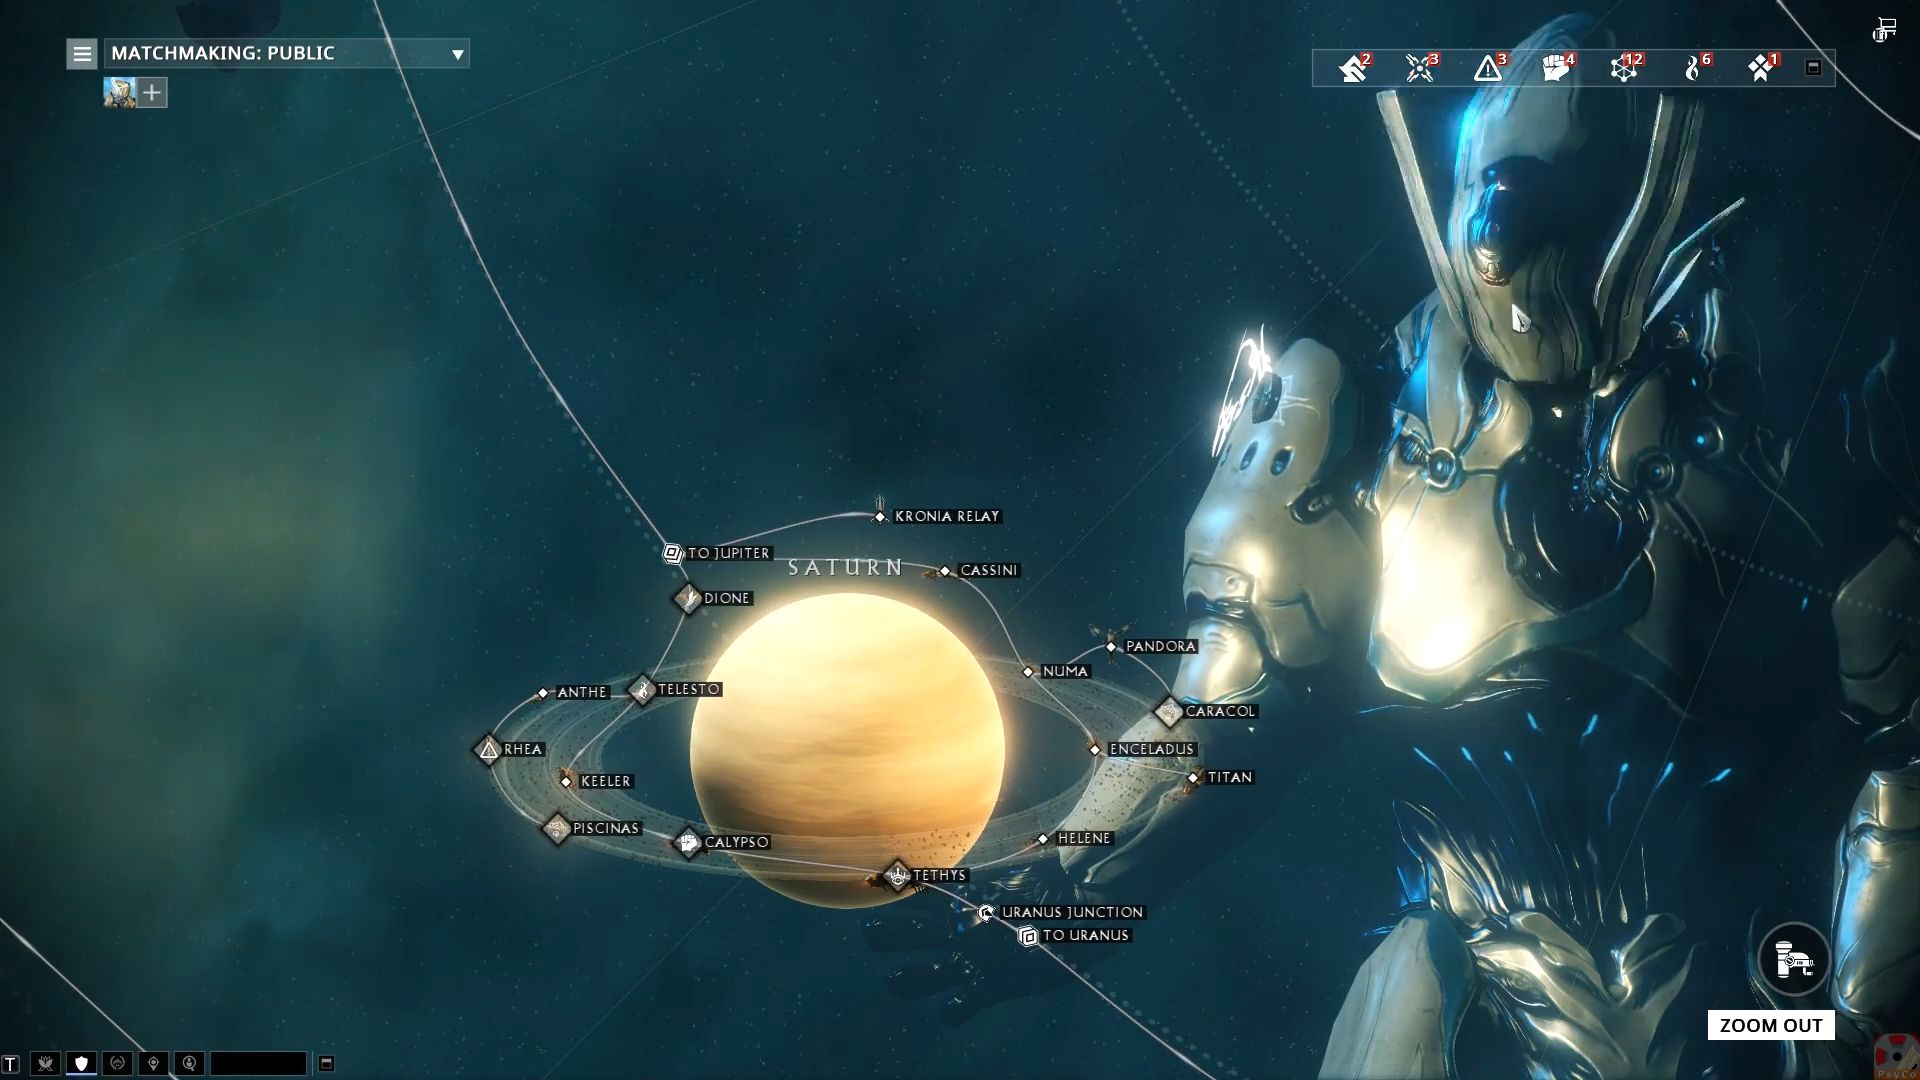 MATCHMAKING: PUBLIC
2 3 3 4 12 6 1
KRONIA RELAY
TO JUPITER
SATURN
CASSINI
DIONE
PANDORA
NUMA
TELESTO
ANTHE
CARACOL
RHEA
ENCELADUS
TITAN
KEELER
PISCINAS
CALYPSO
HELENE
TETHYS
URANUS JUNCTION
TO URANUS
ZOOM OUT
T
PsyCo